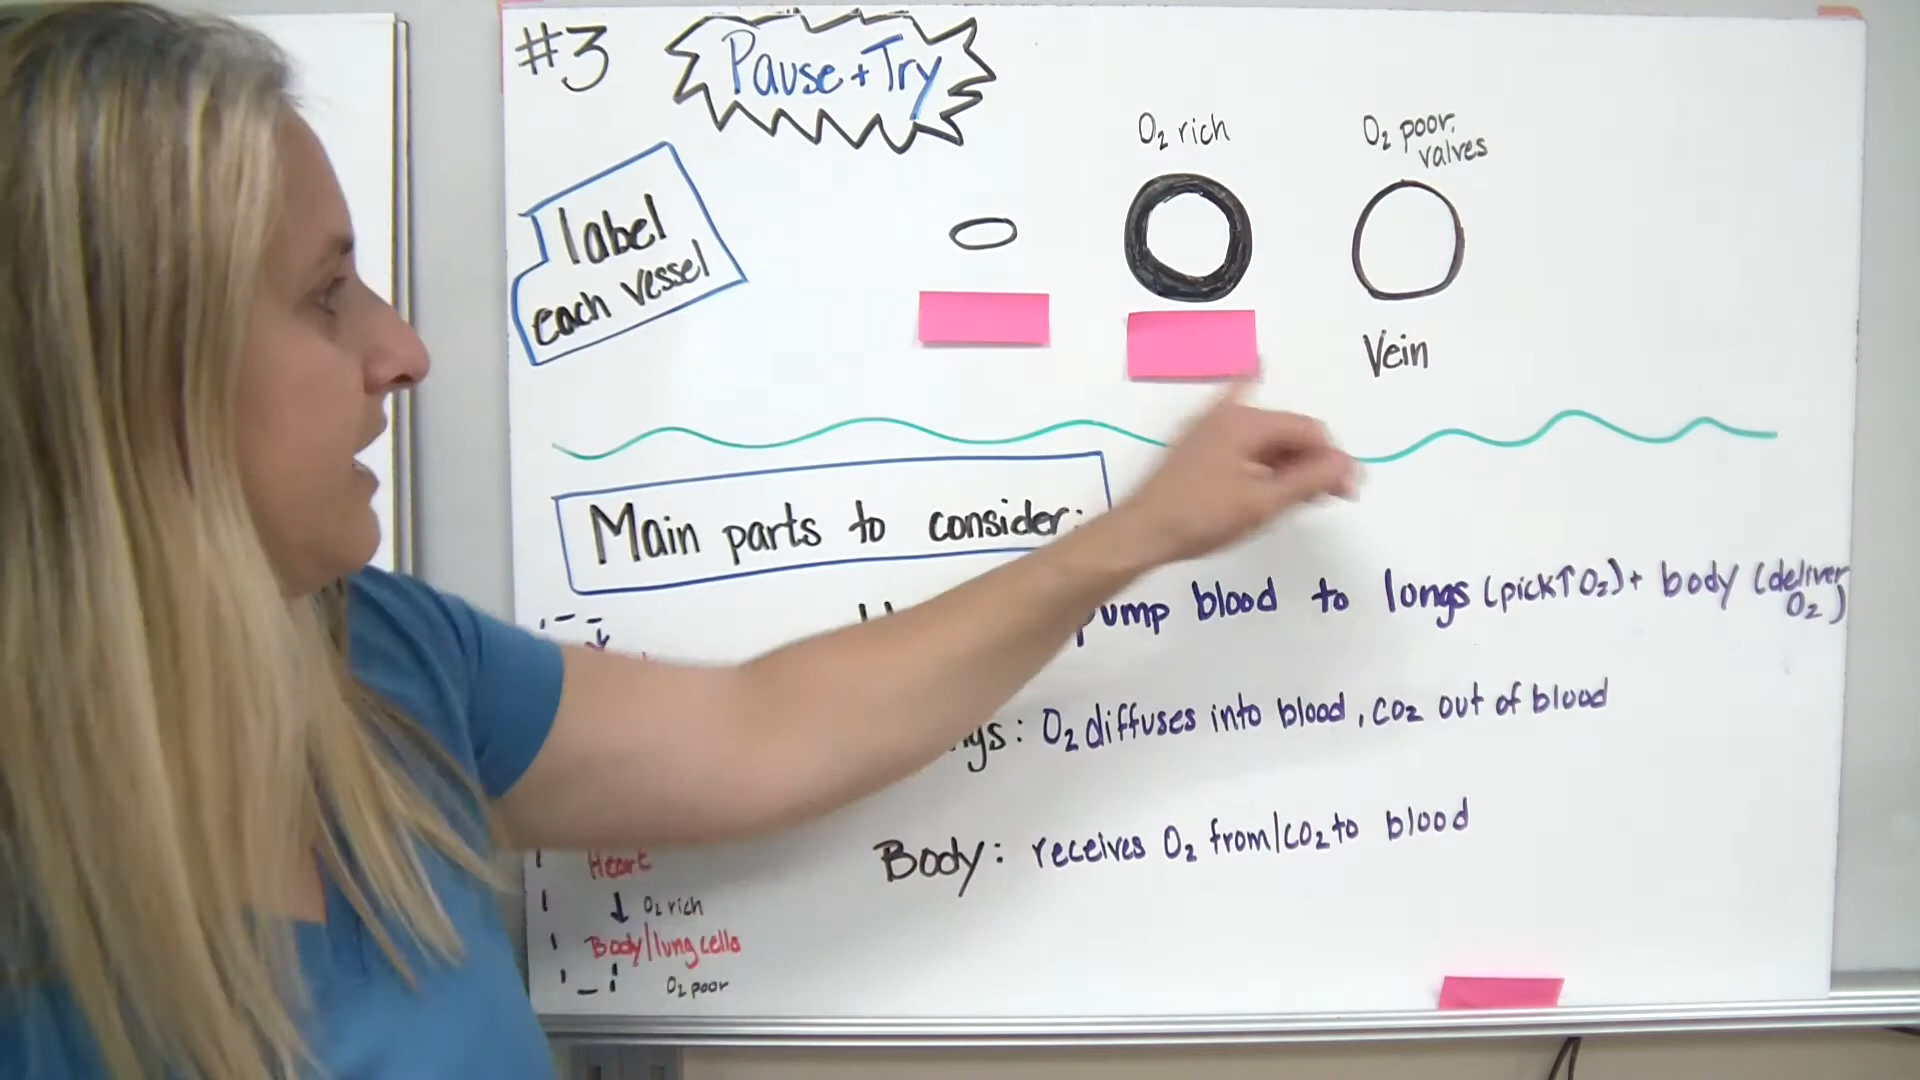 #3
Pause + Try
label
each vessel
O₂ rich
O₂ poor,
valves
Vein
Main parts to consider:
pump blood to longs (pick↑O₂) + body (deliver
O₂)
O₂ diffuses into blood, CO₂ out of blood
Body: receives O₂ from/CO₂ to blood
Heart
↓ O₂ rich
Body/lung cells
O₂ poor